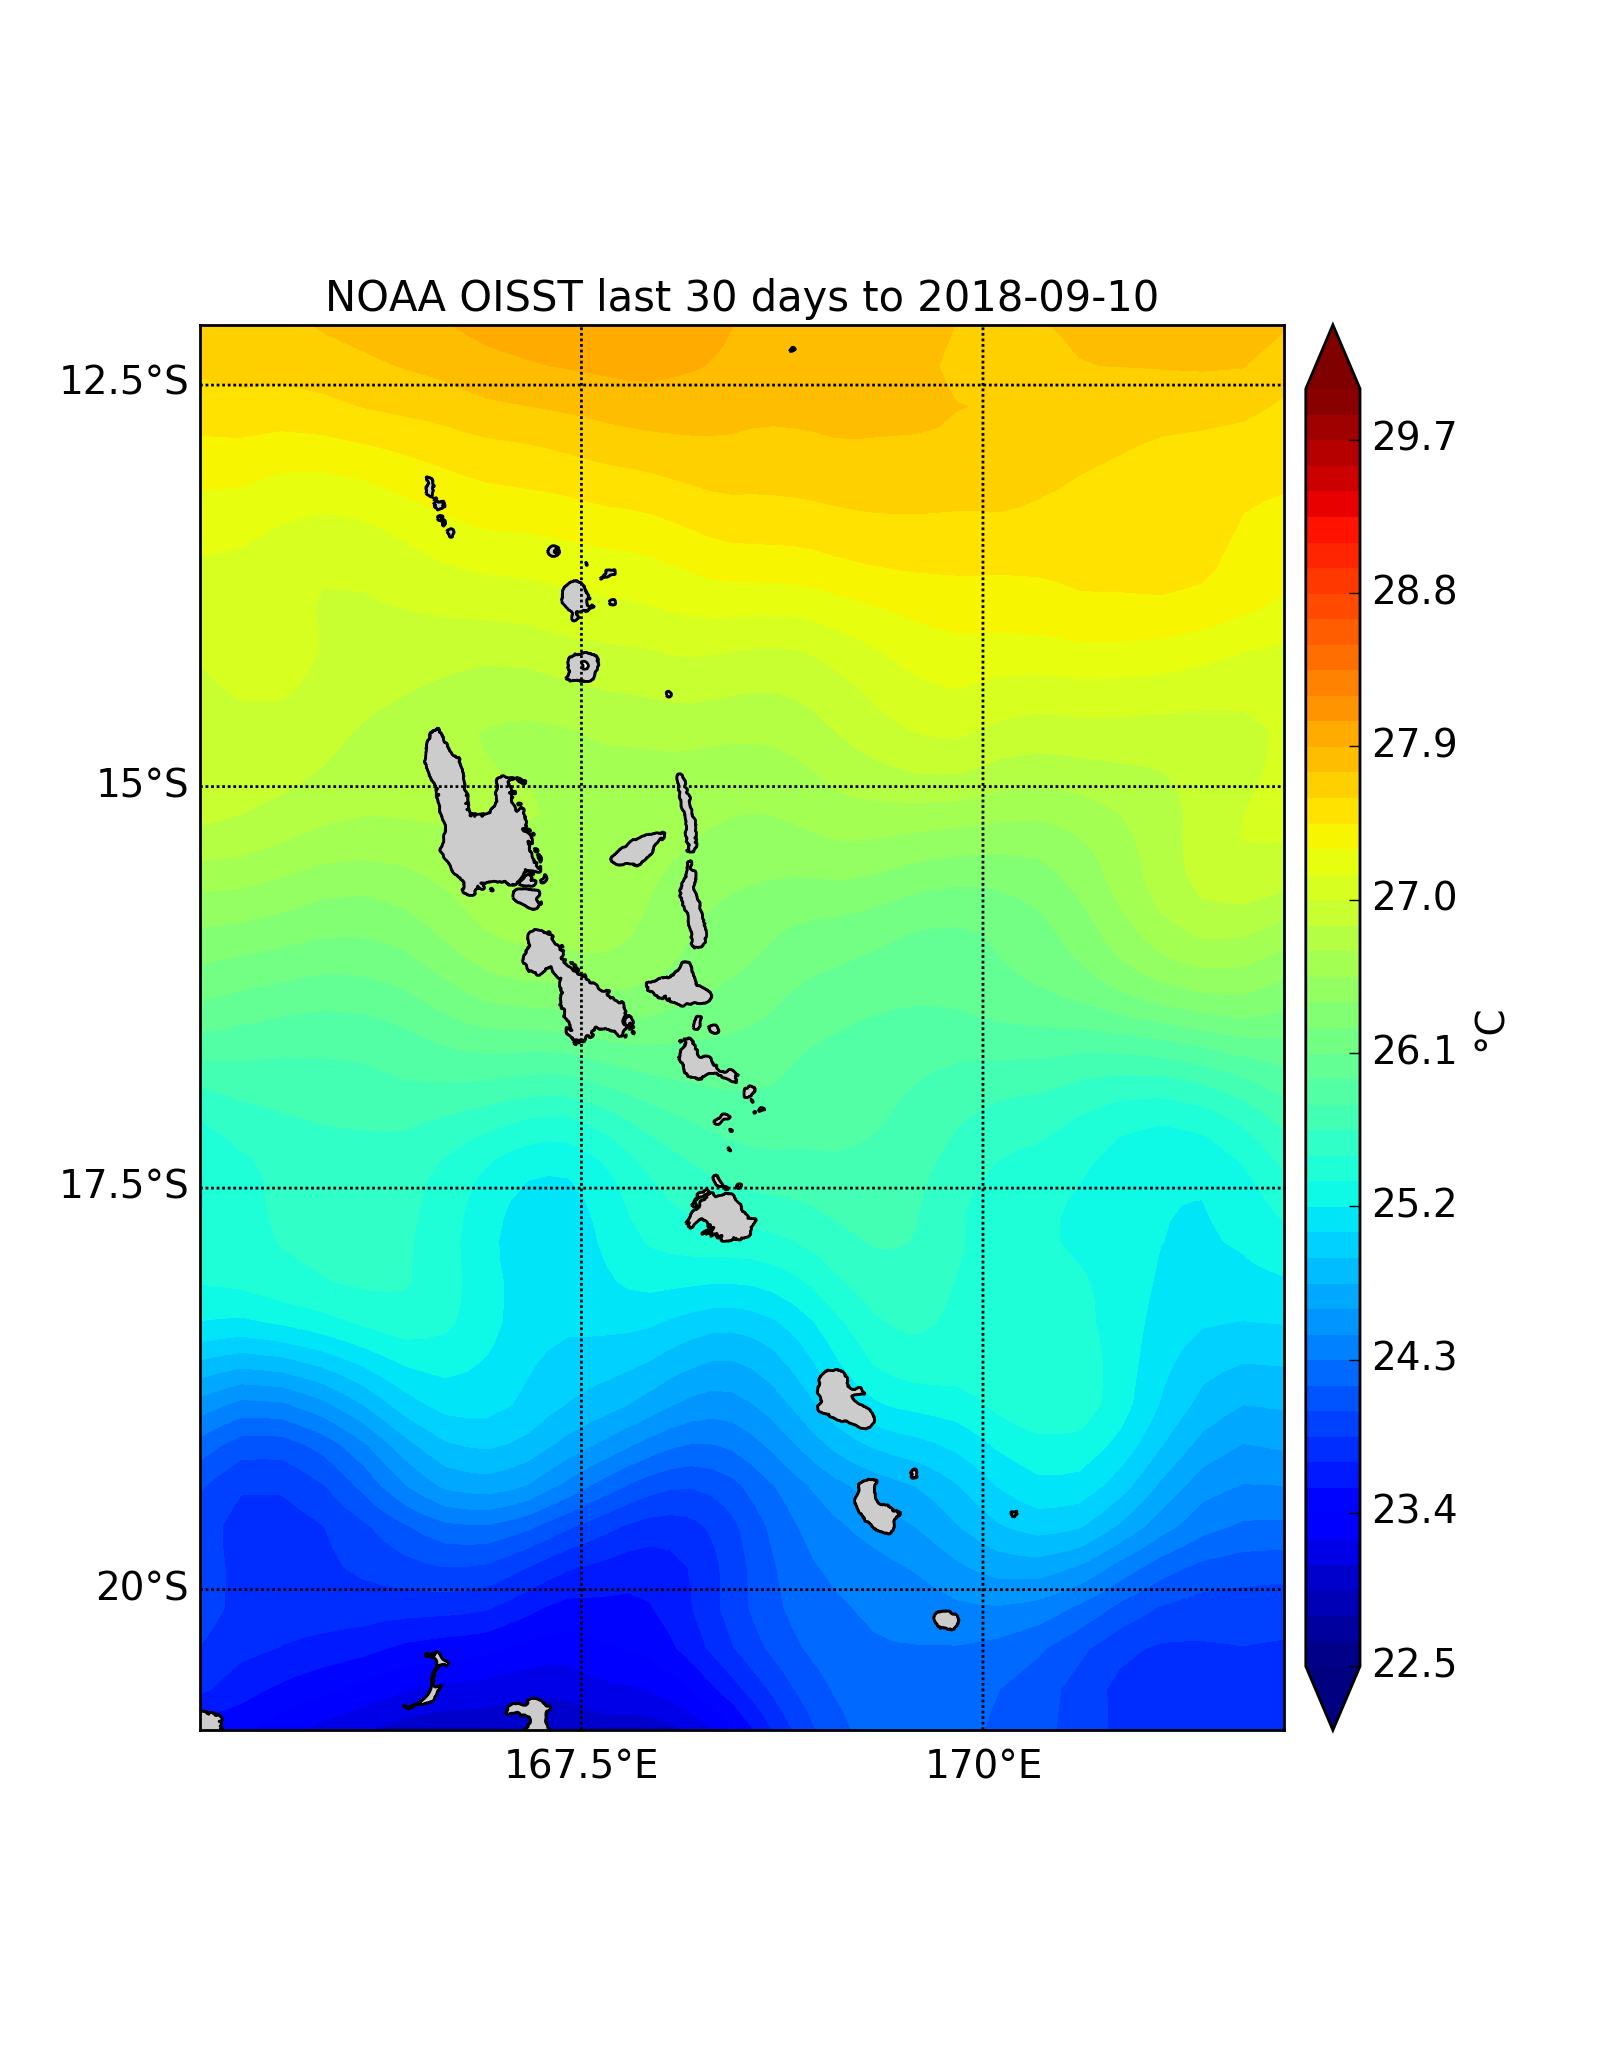 NOAA OISST last 30 days to 2018-09-10
12.5°S
15°S
17.5°S
20°S
167.5°E
170°E
29.7
28.8
27.9
27.0
26.1
25.2
24.3
23.4
22.5
°C